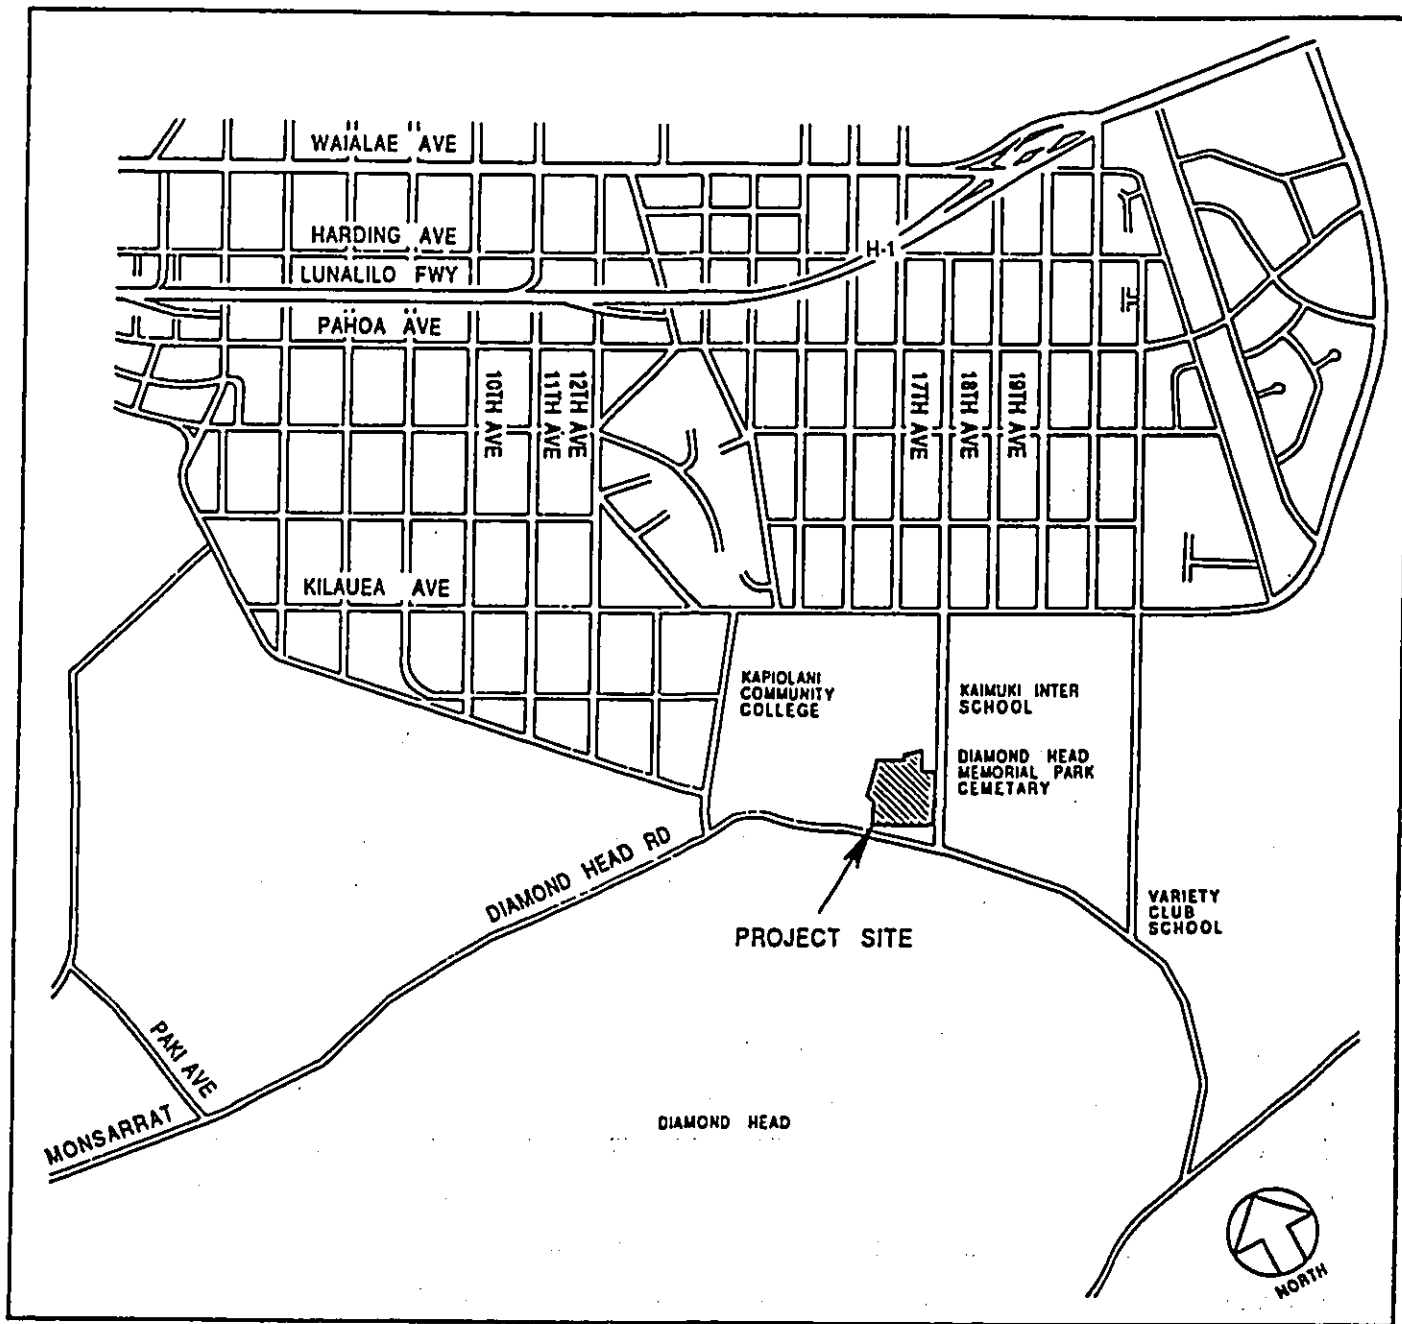 WAIALAE AVE
HARDING AVE
H-1
LUNALILO FWY
PAHOA AVE
10TH AVE
11TH AVE
12TH AVE
17TH AVE
18TH AVE
19TH AVE
KILAUEA AVE
KAPIOLANI
COMMUNITY
COLLEGE
KAIMUKI INTER
SCHOOL
DIAMOND HEAD
MEMORIAL PARK
CEMETARY
DIAMOND HEAD RD
VARIETY
CLUB
SCHOOL
PROJECT SITE
PAKI AVE
MONSARRAT
DIAMOND HEAD
NORTH